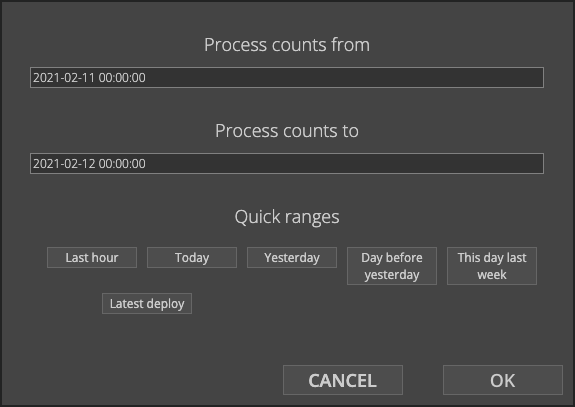 Process counts from
2021-02-11 00:00:00
Process counts to
2021-02-12 00:00:00
Quick ranges
Last hour
Today
Yesterday
Day before
yesterday
This day last
week
Latest deploy
CANCEL
OK